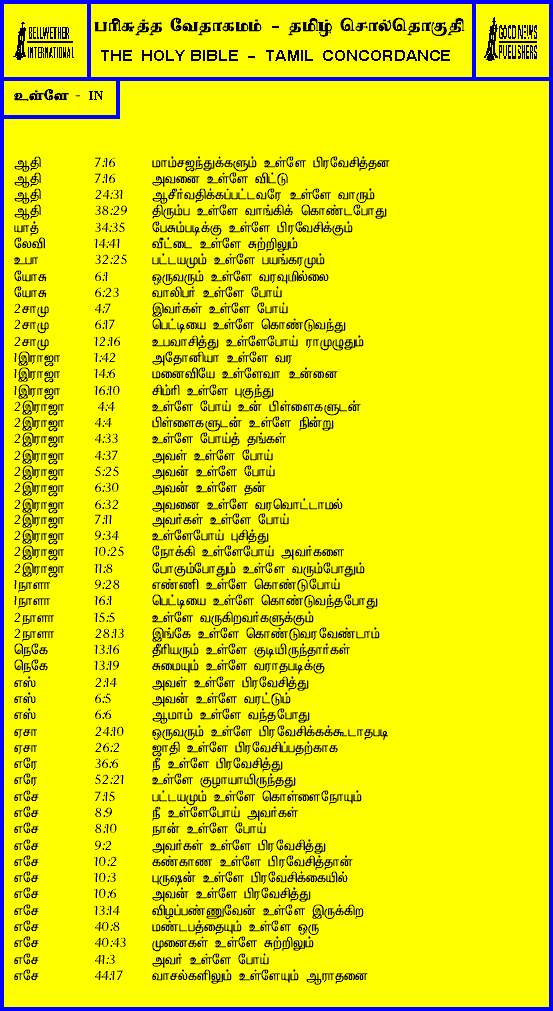 BELLWETHER
INTERNATIONAL
பரிசுத்த வேதாகமம் - தமிழ் சொல்தொகுதி
THE HOLY BIBLE - TAMIL CONCORDANCE
GOOD NEWS
PUBLISHERS
உள்ளே - IN
ஆதி 7:16 மாம்சஜந்துக்களும் உள்ளே பிரவேசித்தன
ஆதி 7:16 அவனை உள்ளே விட்டு
ஆதி 24:31 ஆசீர்வதிக்கப்பட்டவரே உள்ளே வாரும்
ஆதி 38:29 திரும்ப உள்ளே வாங்கிக் கொண்டபோது
யாத் 34:35 பேசும்படிக்கு உள்ளே பிரவேசிக்கும்
லேவி 14:41 வீட்டை உள்ளே சுற்றிலும்
உபா 32:25 பட்டயமும் உள்ளே பயங்கரமும்
யோசு 6:1 ஒருவரும் உள்ளே வரவுமில்லை
யோசு 6:23 வாலிபர் உள்ளே போய்
2சாமு 4:7 இவர்கள் உள்ளே போய்
2சாமு 6:17 பெட்டியை உள்ளே கொண்டுவந்து
2சாமு 12:16 உபவாசித்து உள்ளேபோய் ராமுழுதும்
1இராஜா 1:42 அதோனியா உள்ளே வர
1இராஜா 14:6 மனைவியே உள்ளேவா உன்னை
1இராஜா 16:10 சிம்ரி உள்ளே புகுந்து
2இராஜா 4:4 உள்ளே போய் உன் பிள்ளைகளுடன்
2இராஜா 4:4 பிள்ளைகளுடன் உள்ளே நின்று
2இராஜா 4:33 உள்ளே போய்த் தங்கள்
2இராஜா 4:37 அவள் உள்ளே போய்
2இராஜா 5:25 அவன் உள்ளே போய்
2இராஜா 6:30 அவன் உள்ளே தன்
2இராஜா 6:32 அவனை உள்ளே வரவொட்டாமல்
2இராஜா 7:11 அவர்கள் உள்ளே போய்
2இராஜா 9:34 உள்ளேபோய் புசித்து
2இராஜா 10:25 நோக்கி உள்ளேபோய் அவர்களை
2இராஜா 11:8 போகும்போதும் உள்ளே வரும்போதும்
1நாளா 9:28 எண்ணி உள்ளே கொண்டுபோய்
1நாளா 16:1 பெட்டியை உள்ளே கொண்டுவந்தபோது
2நாளா 15:5 உள்ளே வருகிறவர்களுக்கும்
2நாளா 28:13 இங்கே உள்ளே கொண்டுவரவேண்டாம்
நெகே 13:16 தீரியரும் உள்ளே குடியிருந்தார்கள்
நெகே 13:19 சுமையும் உள்ளே வராதபடிக்கு
எஸ் 2:14 அவள் உள்ளே பிரவேசித்து
எஸ் 6:5 அவன் உள்ளே வரட்டும்
எஸ் 6:6 ஆமாம் உள்ளே வந்தபோது
ஏசா 24:10 ஒருவரும் உள்ளே பிரவேசிக்கக்கூடாதபடி
ஏசா 26:2 ஜாதி உள்ளே பிரவேசிப்பதற்காக
எரே 36:6 நீ உள்ளே பிரவேசித்து
எரே 52:21 உள்ளே குழாயாயிருந்தது
எசே 7:15 பட்டயமும் உள்ளே கொள்ளைநோயும்
எசே 8:9 நீ உள்ளேபோய் அவர்கள்
எசே 8:10 நான் உள்ளே போய்
எசே 9:2 அவர்கள் உள்ளே பிரவேசித்து
எசே 10:2 கண்காண உள்ளே பிரவேசித்தான்
எசே 10:3 புருஷன் உள்ளே பிரவேசிக்கையில்
எசே 10:6 அவன் உள்ளே பிரவேசித்து
எசே 13:14 விழப்பண்ணுவேன் உள்ளே இருக்கிற
எசே 40:8 மண்டபத்தையும் உள்ளே ஒரு
எசே 40:43 முனைகள் உள்ளே சுற்றிலும்
எசே 41:3 அவர் உள்ளே போய்
எசே 44:17 வாசல்களிலும் உள்ளேயும் ஆராதனை